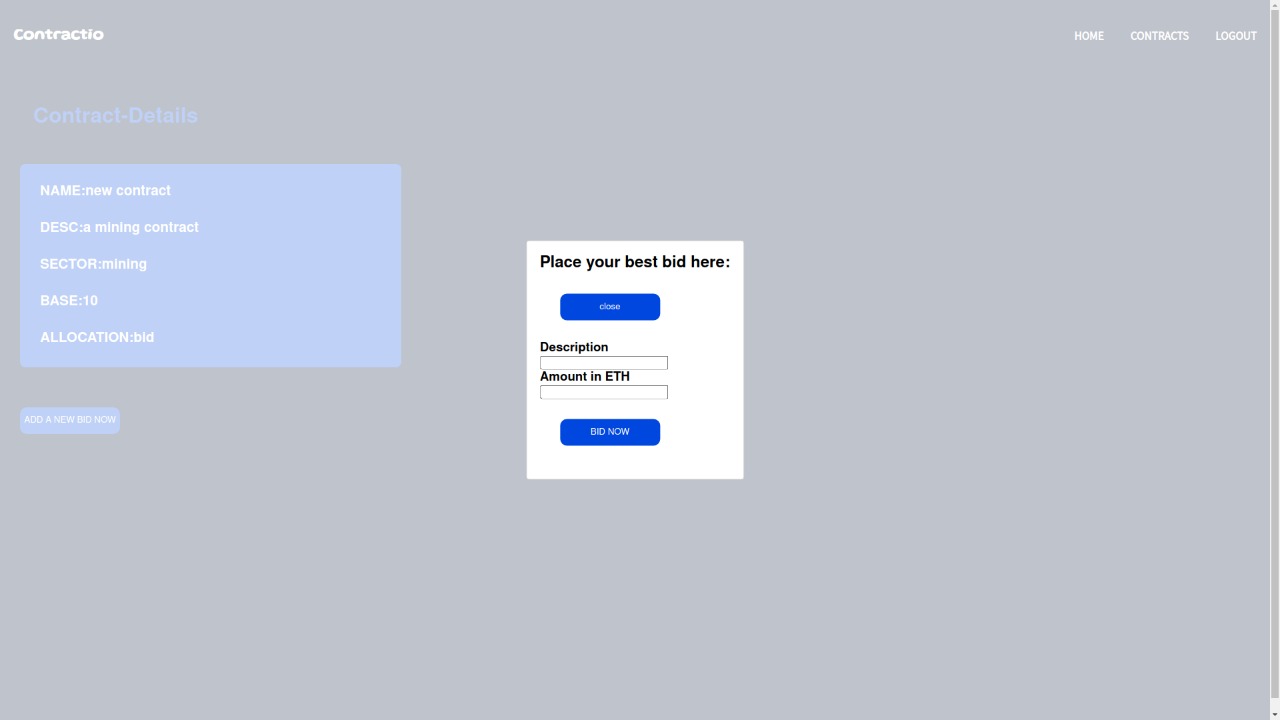 Contractio
HOME
CONTRACTS
LOGOUT
Contract-Details
NAME:new contract
DESC:a mining contract
SECTOR:mining
BASE:10
ALLOCATION:bid
ADD A NEW BID NOW
Place your best bid here:
close
Description
Amount in ETH
BID NOW